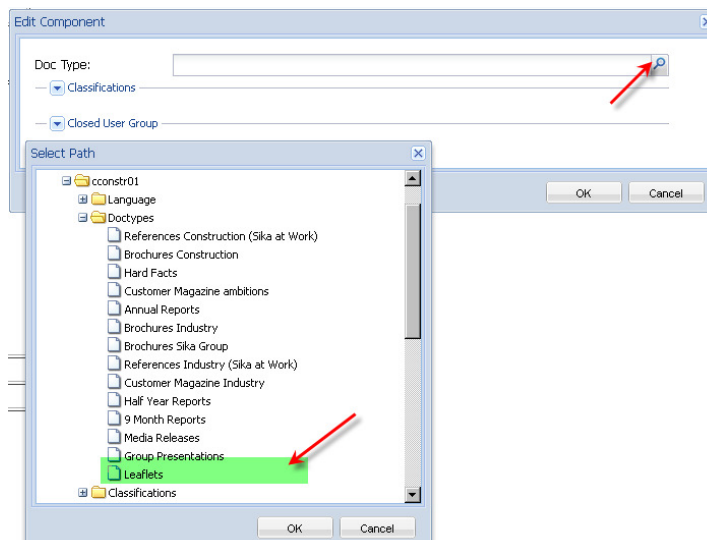 Edit Component
Doc Type:
Classifications
Closed User Group
Select Path
cconstr01
Language
Doctypes
References Construction (Sika at Work)
Brochures Construction
Hard Facts
Customer Magazine ambitions
Annual Reports
Brochures Industry
Brochures Sika Group
References Industry (Sika at Work)
Customer Magazine Industry
Half Year Reports
9 Month Reports
Media Releases
Group Presentations
Leaflets
Classifications
OK Cancel
OK Cancel